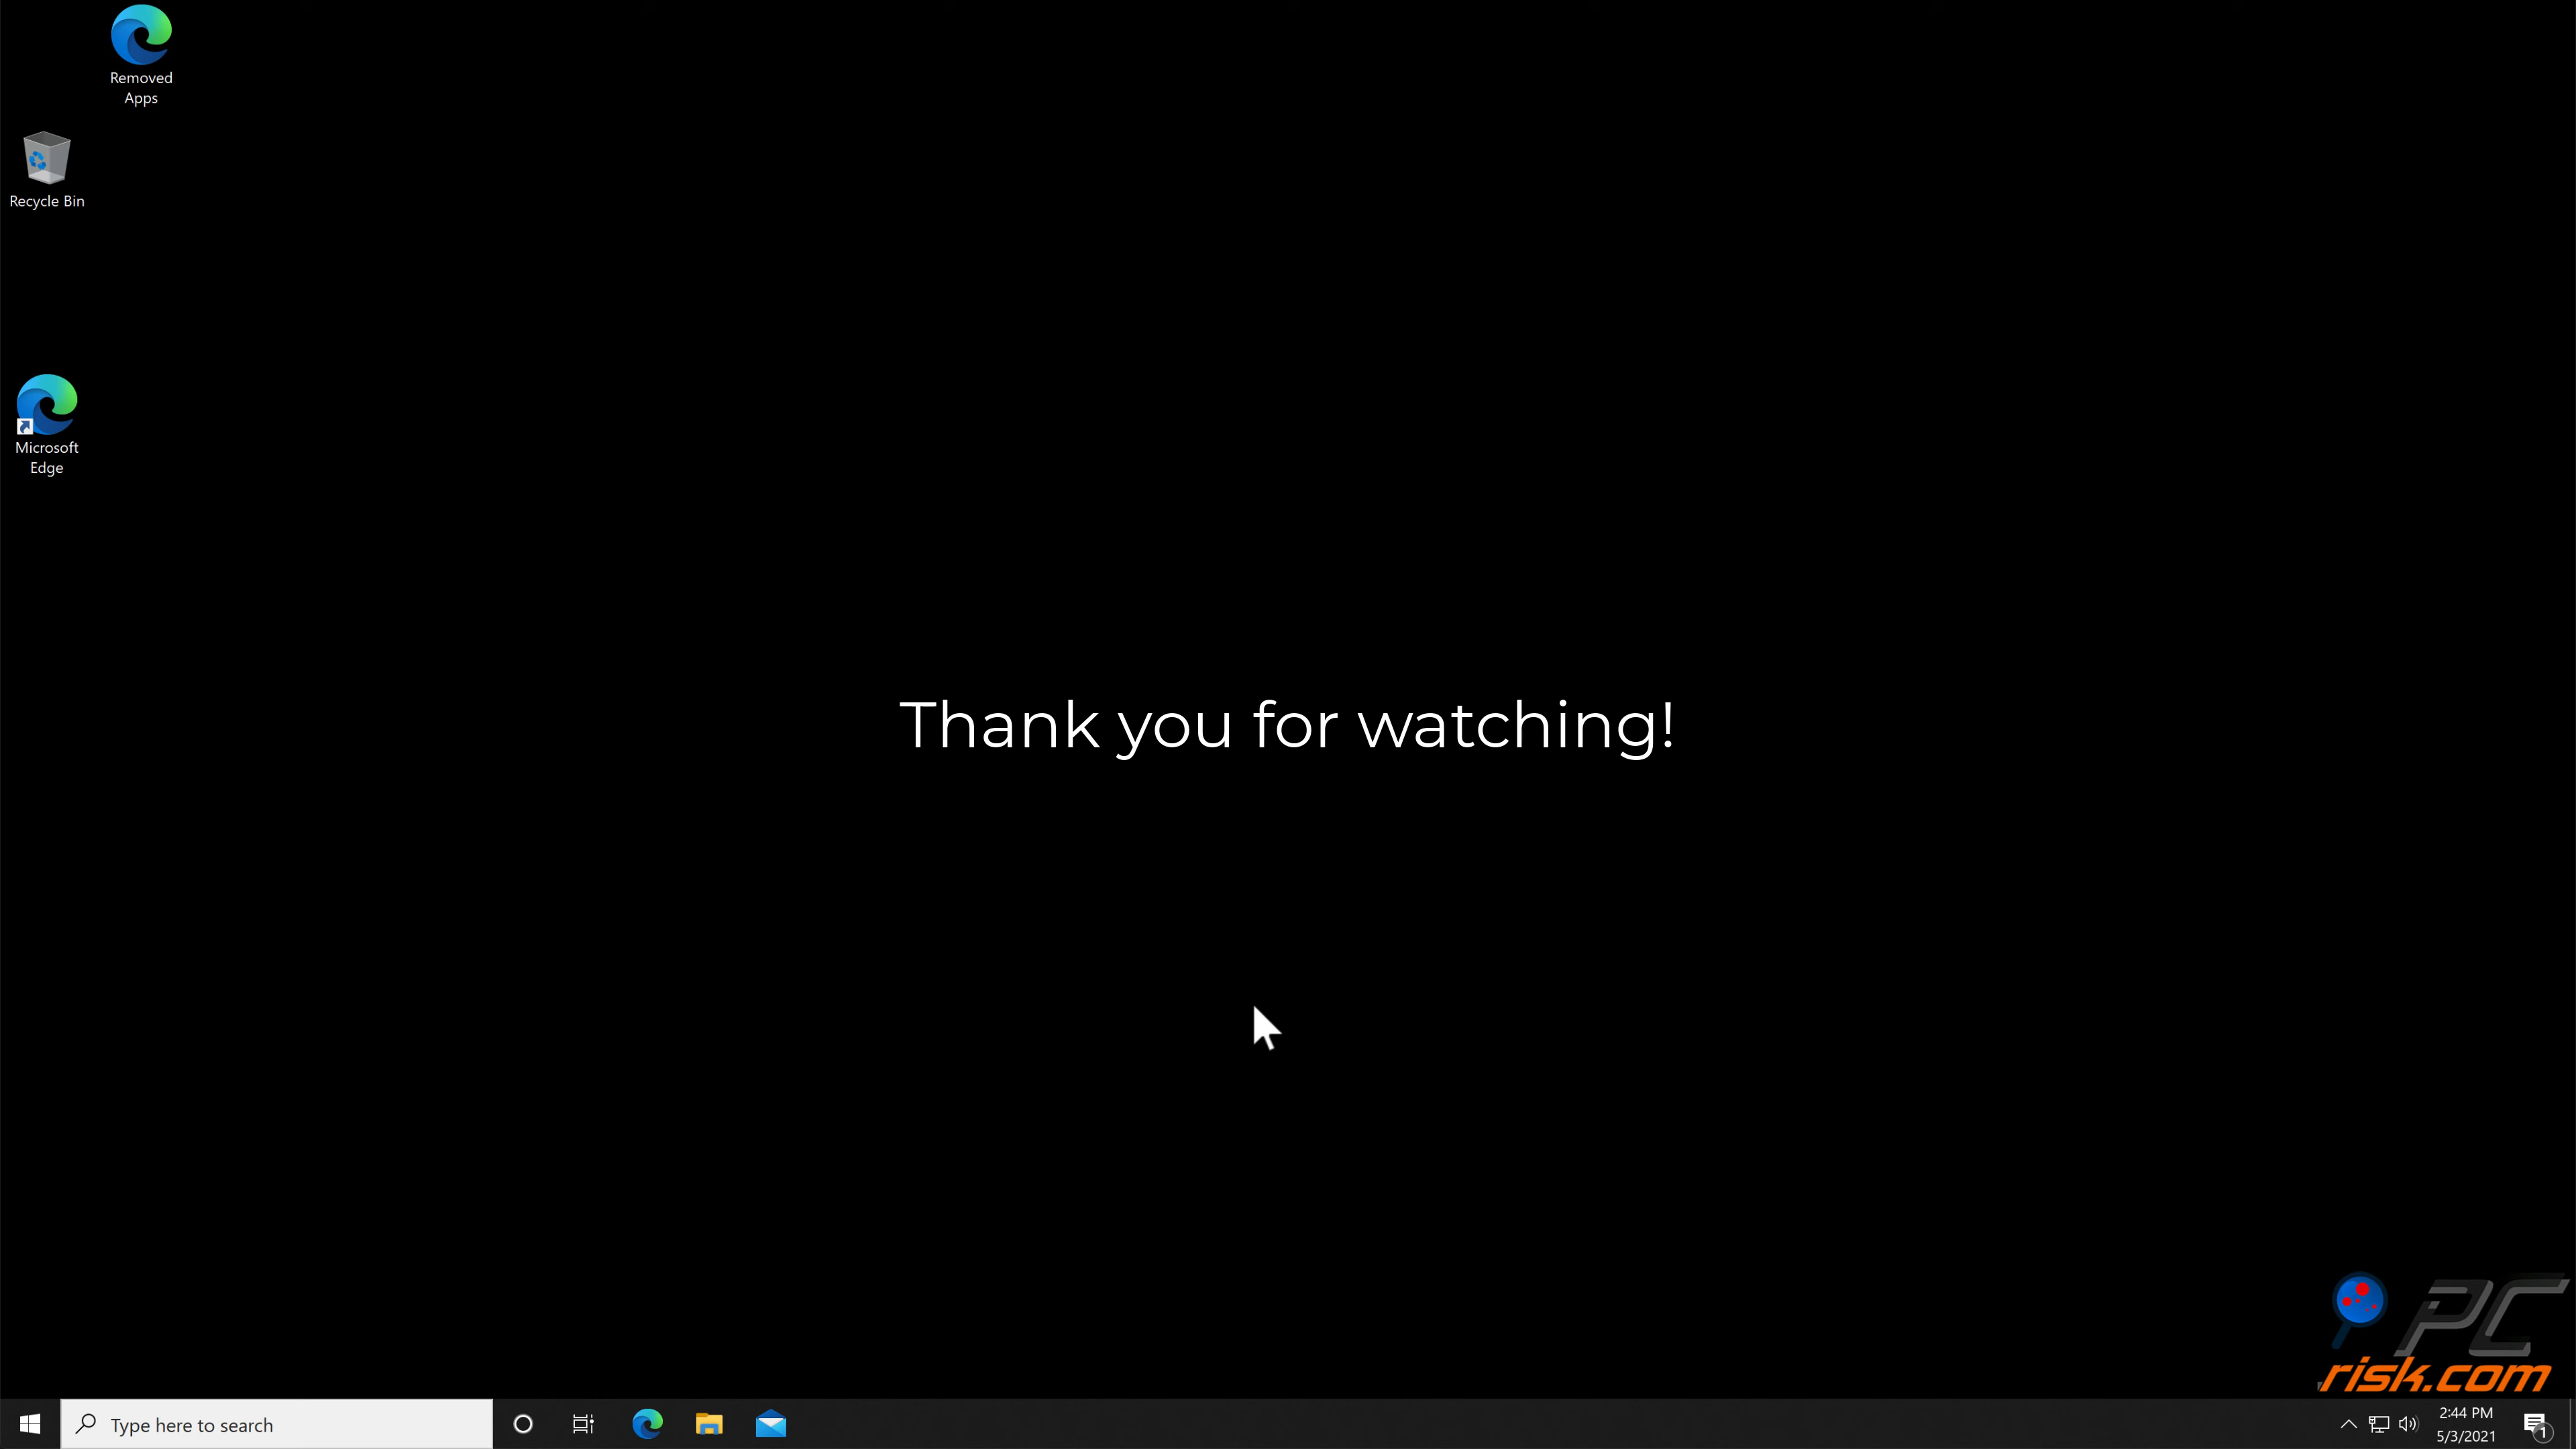 Removed
Apps
Recycle Bin
Microsoft
Edge
Thank you for watching!
PC
risk.com
Type here to search
2:44 PM
5/3/2021
1